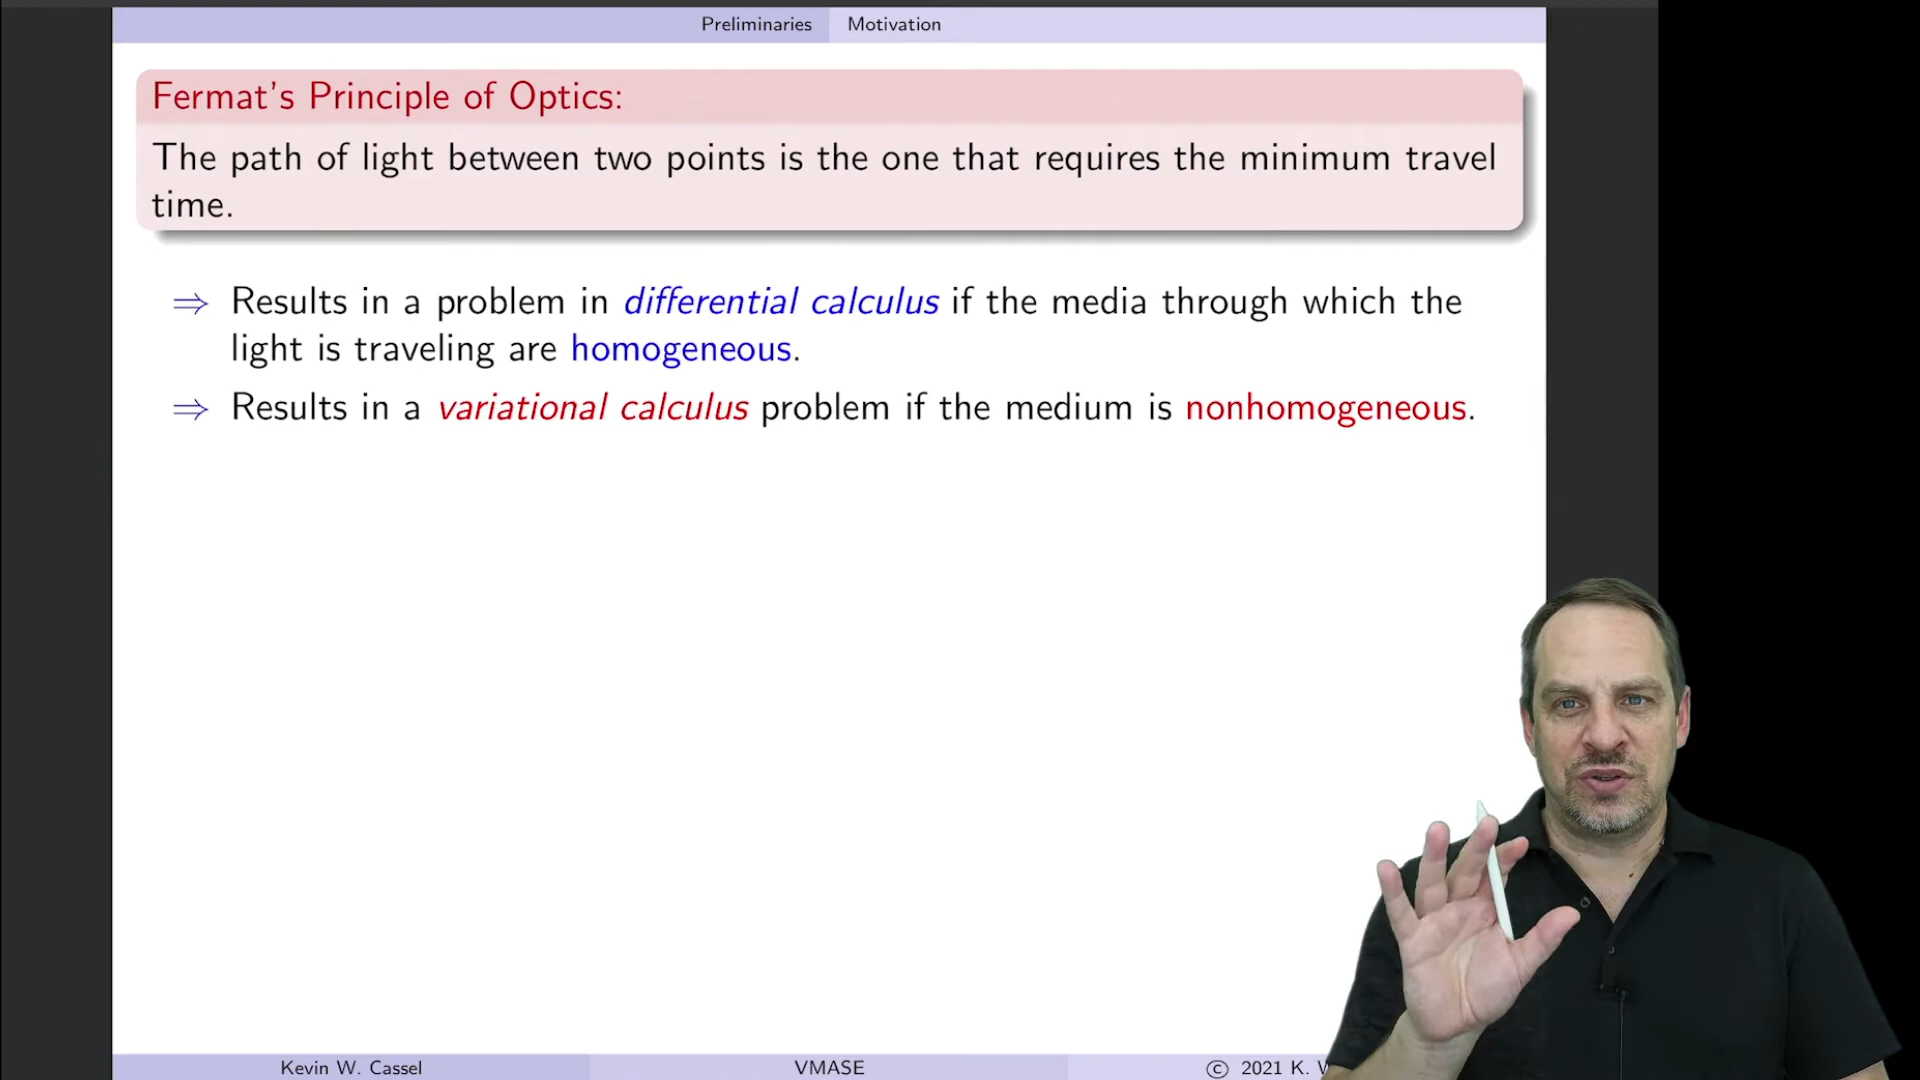 Preliminaries Motivation
Fermat's Principle of Optics:
The path of light between two points is the one that requires the minimum travel
time.
⇒ Results in a problem in differential calculus if the media through which the
light is traveling are homogeneous.
⇒ Results in a variational calculus problem if the medium is nonhomogeneous.
Kevin W. Cassel VMASE © 2021 K.